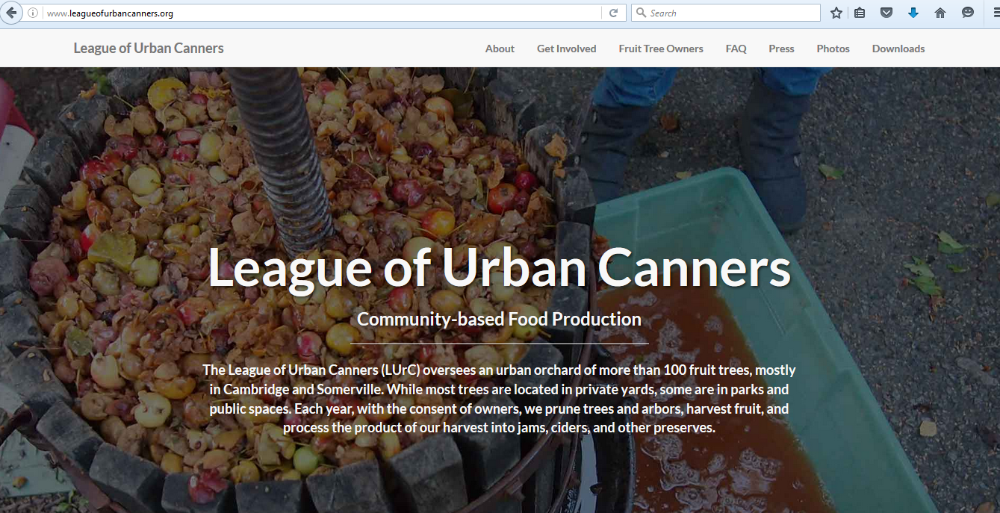 www.leagueofurbancanners.org
Search
League of Urban Canners
About Get Involved Fruit Tree Owners FAQ Press Photos Downloads
League of Urban Canners
Community-based Food Production
The League of Urban Canners (LUrC) oversees an urban orchard of more than 100 fruit trees, mostly
in Cambridge and Somerville. While most trees are located in private yards, some are in parks and
public spaces. Each year, with the consent of owners, we prune trees and arbors, harvest fruit, and
process the product of our harvest into jams, ciders, and other preserves.